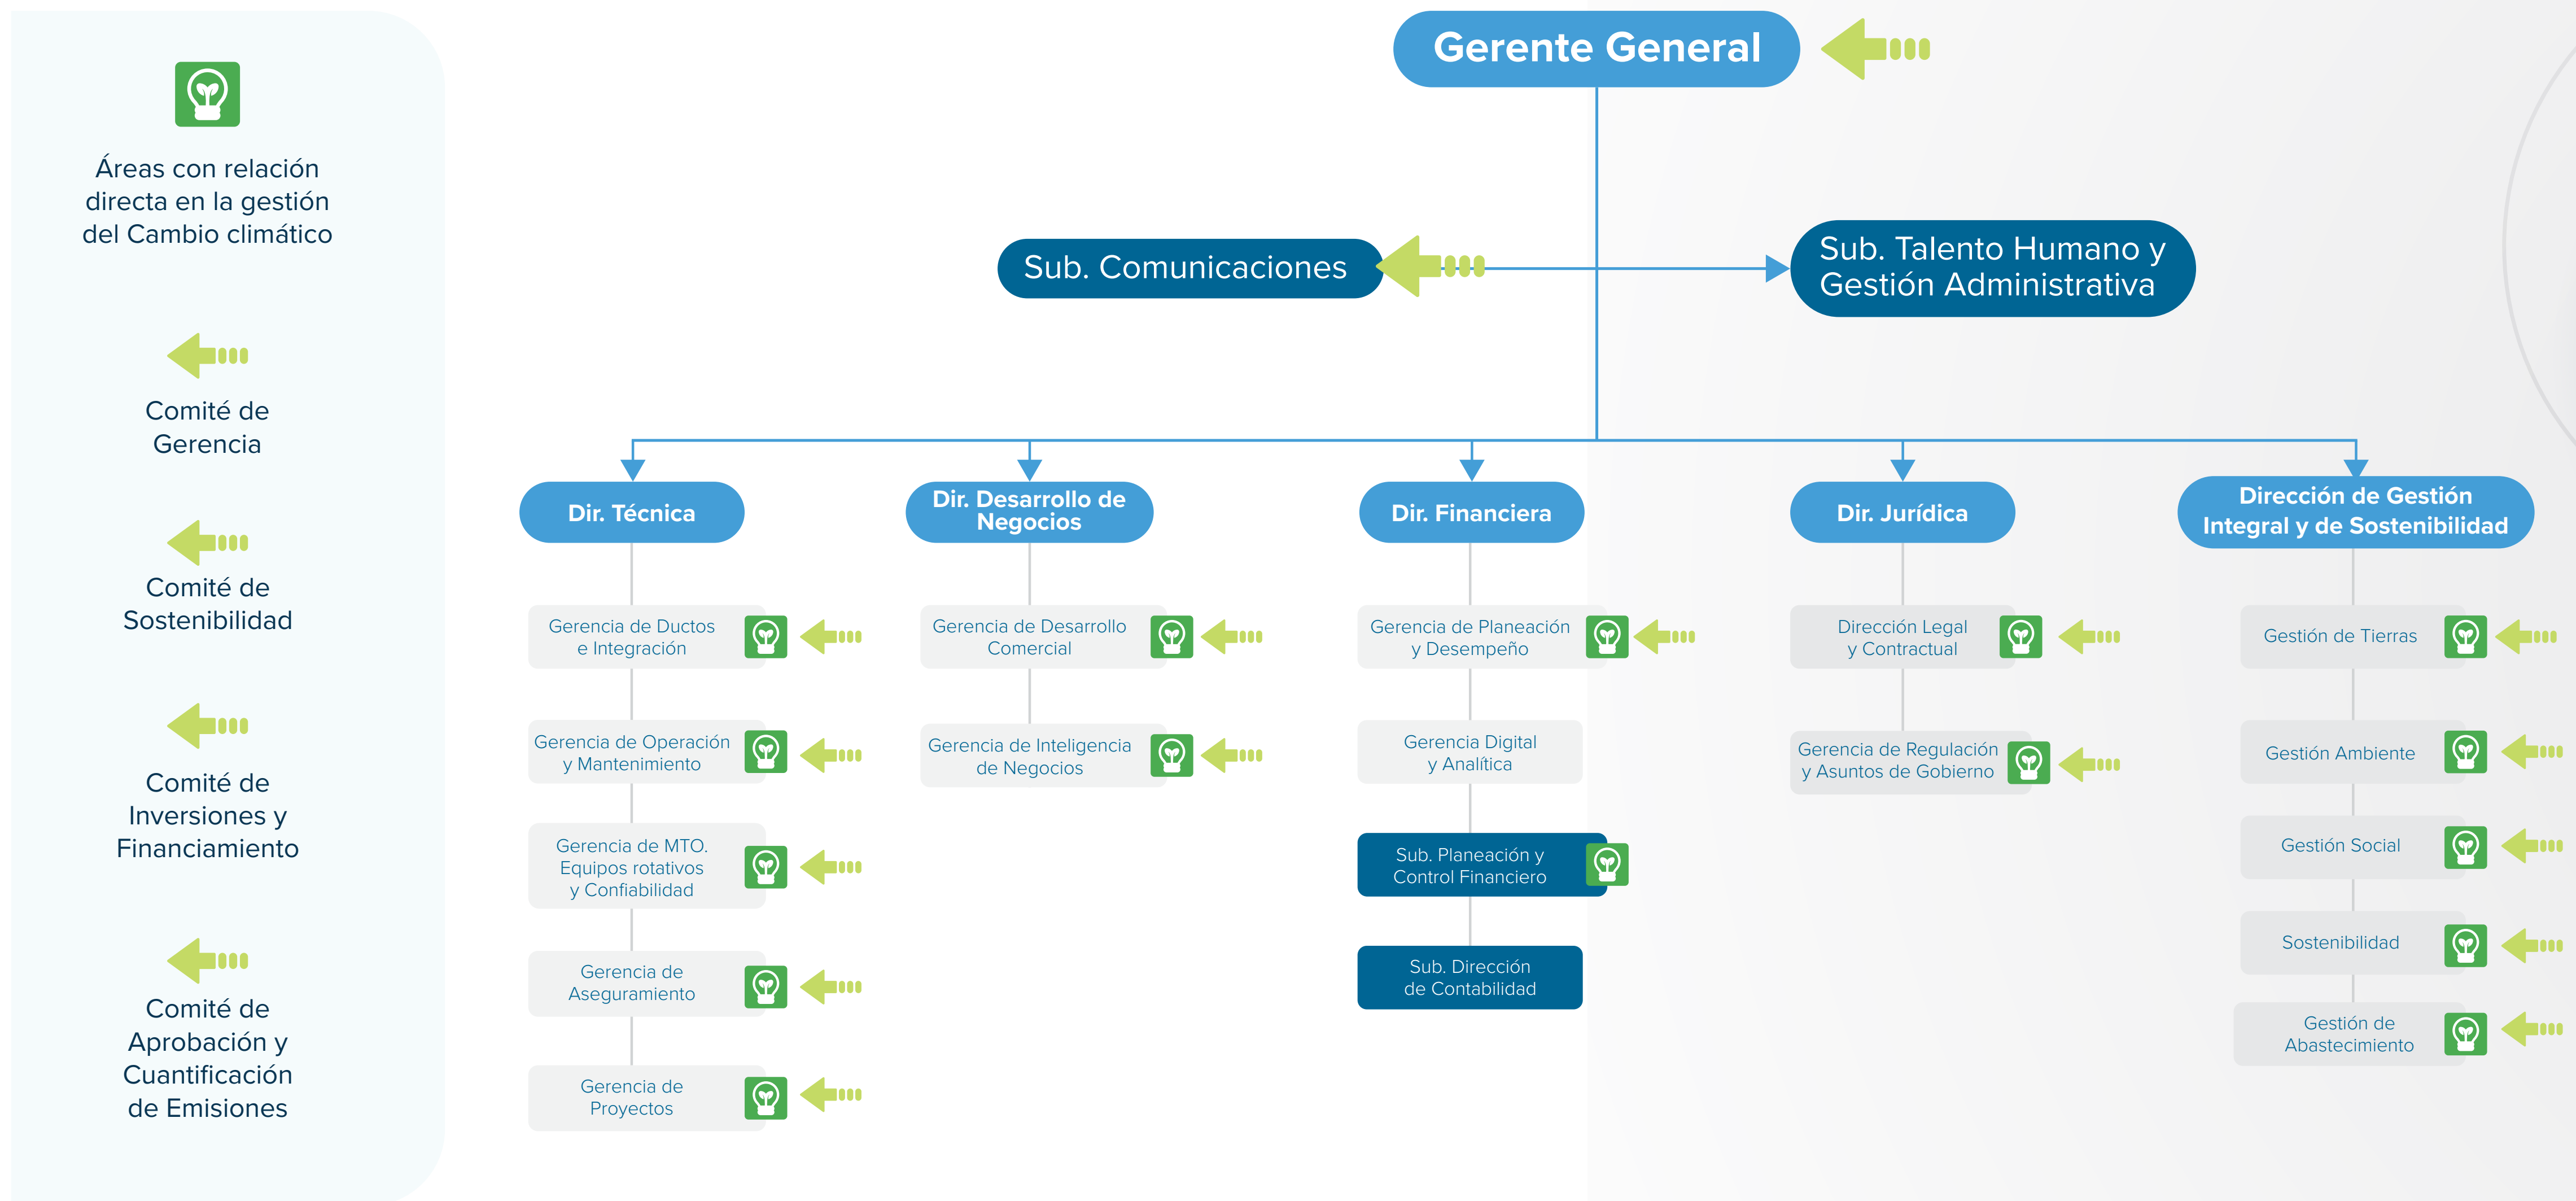 Áreas con relación
directa en la gestión
del Cambio climático
Comité de
Gerencia
Comité de
Sostenibilidad
Comité de
Inversiones y
Financiamiento
Comité de
Aprobación y
Cuantificación
de Emisiones
Gerente General
Sub. Comunicaciones
Sub. Talento Humano y
Gestión Administrativa
Dir. Técnica
Gerencia de Ductos
e Integración
Gerencia de Operación
y Mantenimiento
Gerencia de MTO.
Equipos rotativos
y Confiabilidad
Gerencia de
Aseguramiento
Gerencia de
Proyectos
Dir. Desarrollo de
Negocios
Gerencia de Desarrollo
Comercial
Gerencia de Inteligencia
de Negocios
Dir. Financiera
Gerencia de Planeación
y Desempeño
Gerencia Digital
y Analítica
Sub. Planeación y
Control Financiero
Sub. Dirección
de Contabilidad
Dir. Jurídica
Dirección Legal
y Contractual
Gerencia de Regulación
y Asuntos de Gobierno
Dirección de Gestión
Integral y de Sostenibilidad
Gestión de Tierras
Gestión Ambiente
Gestión Social
Sostenibilidad
Gestión de
Abastecimiento